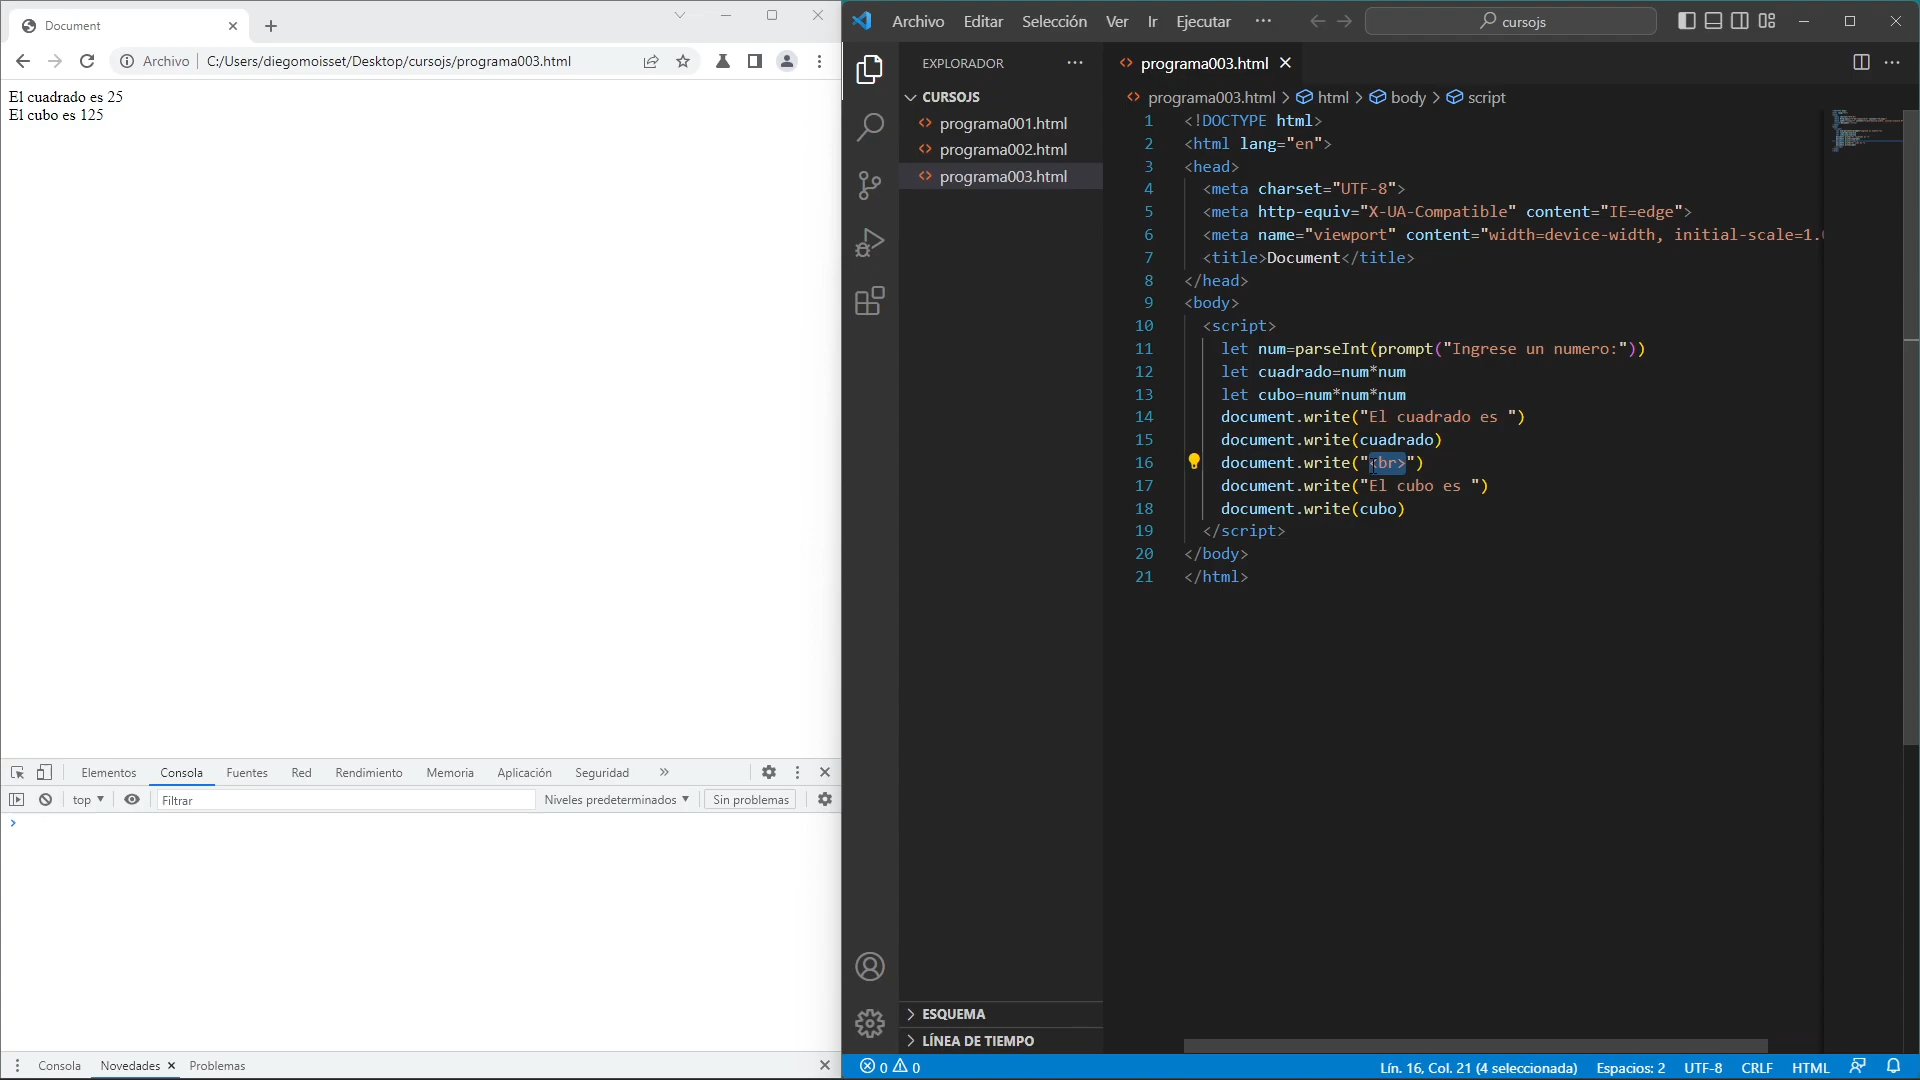 Document
Archivo
C:/Users/diegomoisset/Desktop/cursojs/programa003.html
El cuadrado es 25
El cubo es 125
Elementos
Consola
Fuentes
Red
Rendimiento
Memoria
Aplicación
Seguridad
top
Filtrar
Niveles predeterminados
Sin problemas
Consola
Novedades
Problemas
Archivo
Editar
Selección
Ver
Ir
Ejecutar
cursojs
EXPLORADOR
CURSOJS
programa001.html
programa002.html
programa003.html
ESQUEMA
LÍNEA DE TIEMPO
programa003.html
programa003.html > html > body > script
1 <!DOCTYPE html>
2 <html lang="en">
3 <head>
4 <meta charset="UTF-8">
5 <meta http-equiv="X-UA-Compatible" content="IE=edge">
6 <meta name="viewport" content="width=device-width, initial-scale=1.
7 <title>Document</title>
8 </head>
9 <body>
10 <script>
11 let num=parseInt(prompt("Ingrese un numero:"))
12 let cuadrado=num*num
13 let cubo=num*num*num
14 document.write("El cuadrado es ")
15 document.write(cuadrado)
16 document.write("<br>")
17 document.write("El cubo es ")
18 document.write(cubo)
19 </script>
20 </body>
21 </html>
0
0
Lín. 16, Col. 21 (4 seleccionada)
Espacios: 2
UTF-8
CRLF
HTML